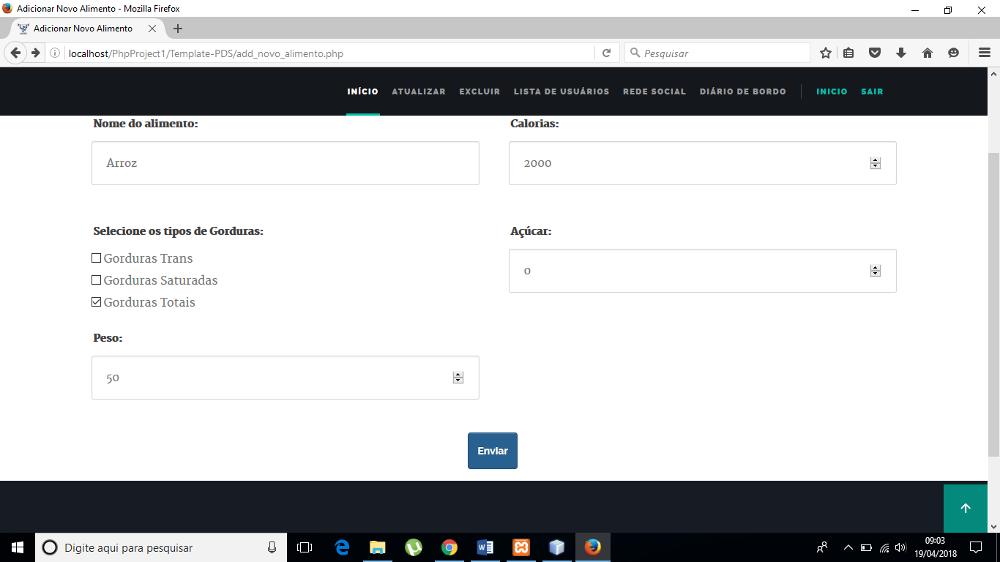 Adicionar Novo Alimento - Mozilla Firefox
Adicionar Novo Alimento
localhost/PhpProject1/Template-PDS/add_novo_alimento.php
Pesquisar
INÍCIO ATUALIZAR EXCLUIR LISTA DE USUÁRIOS REDE SOCIAL DIÁRIO DE BORDO INICIO SAIR
Nome do alimento: Calorias:
Arroz 2000
Selecione os tipos de Gorduras: Açúcar:
Gorduras Trans
0
Gorduras Saturadas
Gorduras Totais
Peso:
50
Enviar
Digite aqui para pesquisar
09:03
19/04/2018